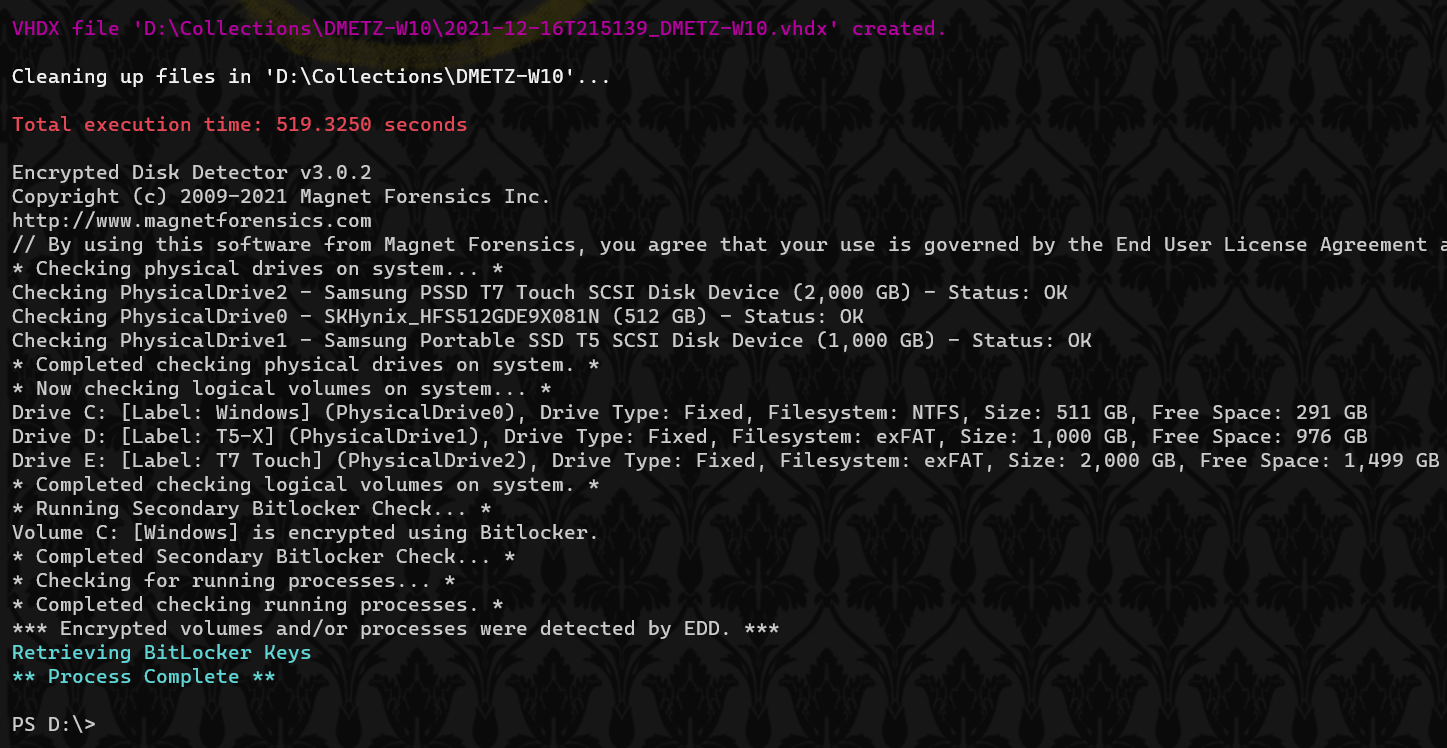 VHDX file 'D:\Collections\DMETZ-W10\2021-12-16T215139_DMETZ-W10.vhdx' created.
Cleaning up files in 'D:\Collections\DMETZ-W10'...
Total execution time: 519.3250 seconds
Encrypted Disk Detector v3.0.2
Copyright (c) 2009-2021 Magnet Forensics Inc.
http://www.magnetforensics.com
// By using this software from Magnet Forensics, you agree that your use is governed by the End User License Agreement a
* Checking physical drives on system... *
Checking PhysicalDrive2 - Samsung PSSD T7 Touch SCSI Disk Device (2,000 GB) - Status: OK
Checking PhysicalDrive0 - SKHynix_HFS512GDE9X081N (512 GB) - Status: OK
Checking PhysicalDrive1 - Samsung Portable SSD T5 SCSI Disk Device (1,000 GB) - Status: OK
* Completed checking physical drives on system. *
* Now checking logical volumes on system... *
Drive C: [Label: Windows] (PhysicalDrive0), Drive Type: Fixed, Filesystem: NTFS, Size: 511 GB, Free Space: 291 GB
Drive D: [Label: T5-X] (PhysicalDrive1), Drive Type: Fixed, Filesystem: exFAT, Size: 1,000 GB, Free Space: 976 GB
Drive E: [Label: T7 Touch] (PhysicalDrive2), Drive Type: Fixed, Filesystem: exFAT, Size: 2,000 GB, Free Space: 1,499 GB
* Completed checking logical volumes on system. *
* Running Secondary Bitlocker Check... *
Volume C: [Windows] is encrypted using Bitlocker.
* Completed Secondary Bitlocker Check... *
* Checking for running processes... *
* Completed checking running processes. *
*** Encrypted volumes and/or processes were detected by EDD. ***
Retrieving BitLocker Keys
** Process Complete **
PS D:\>